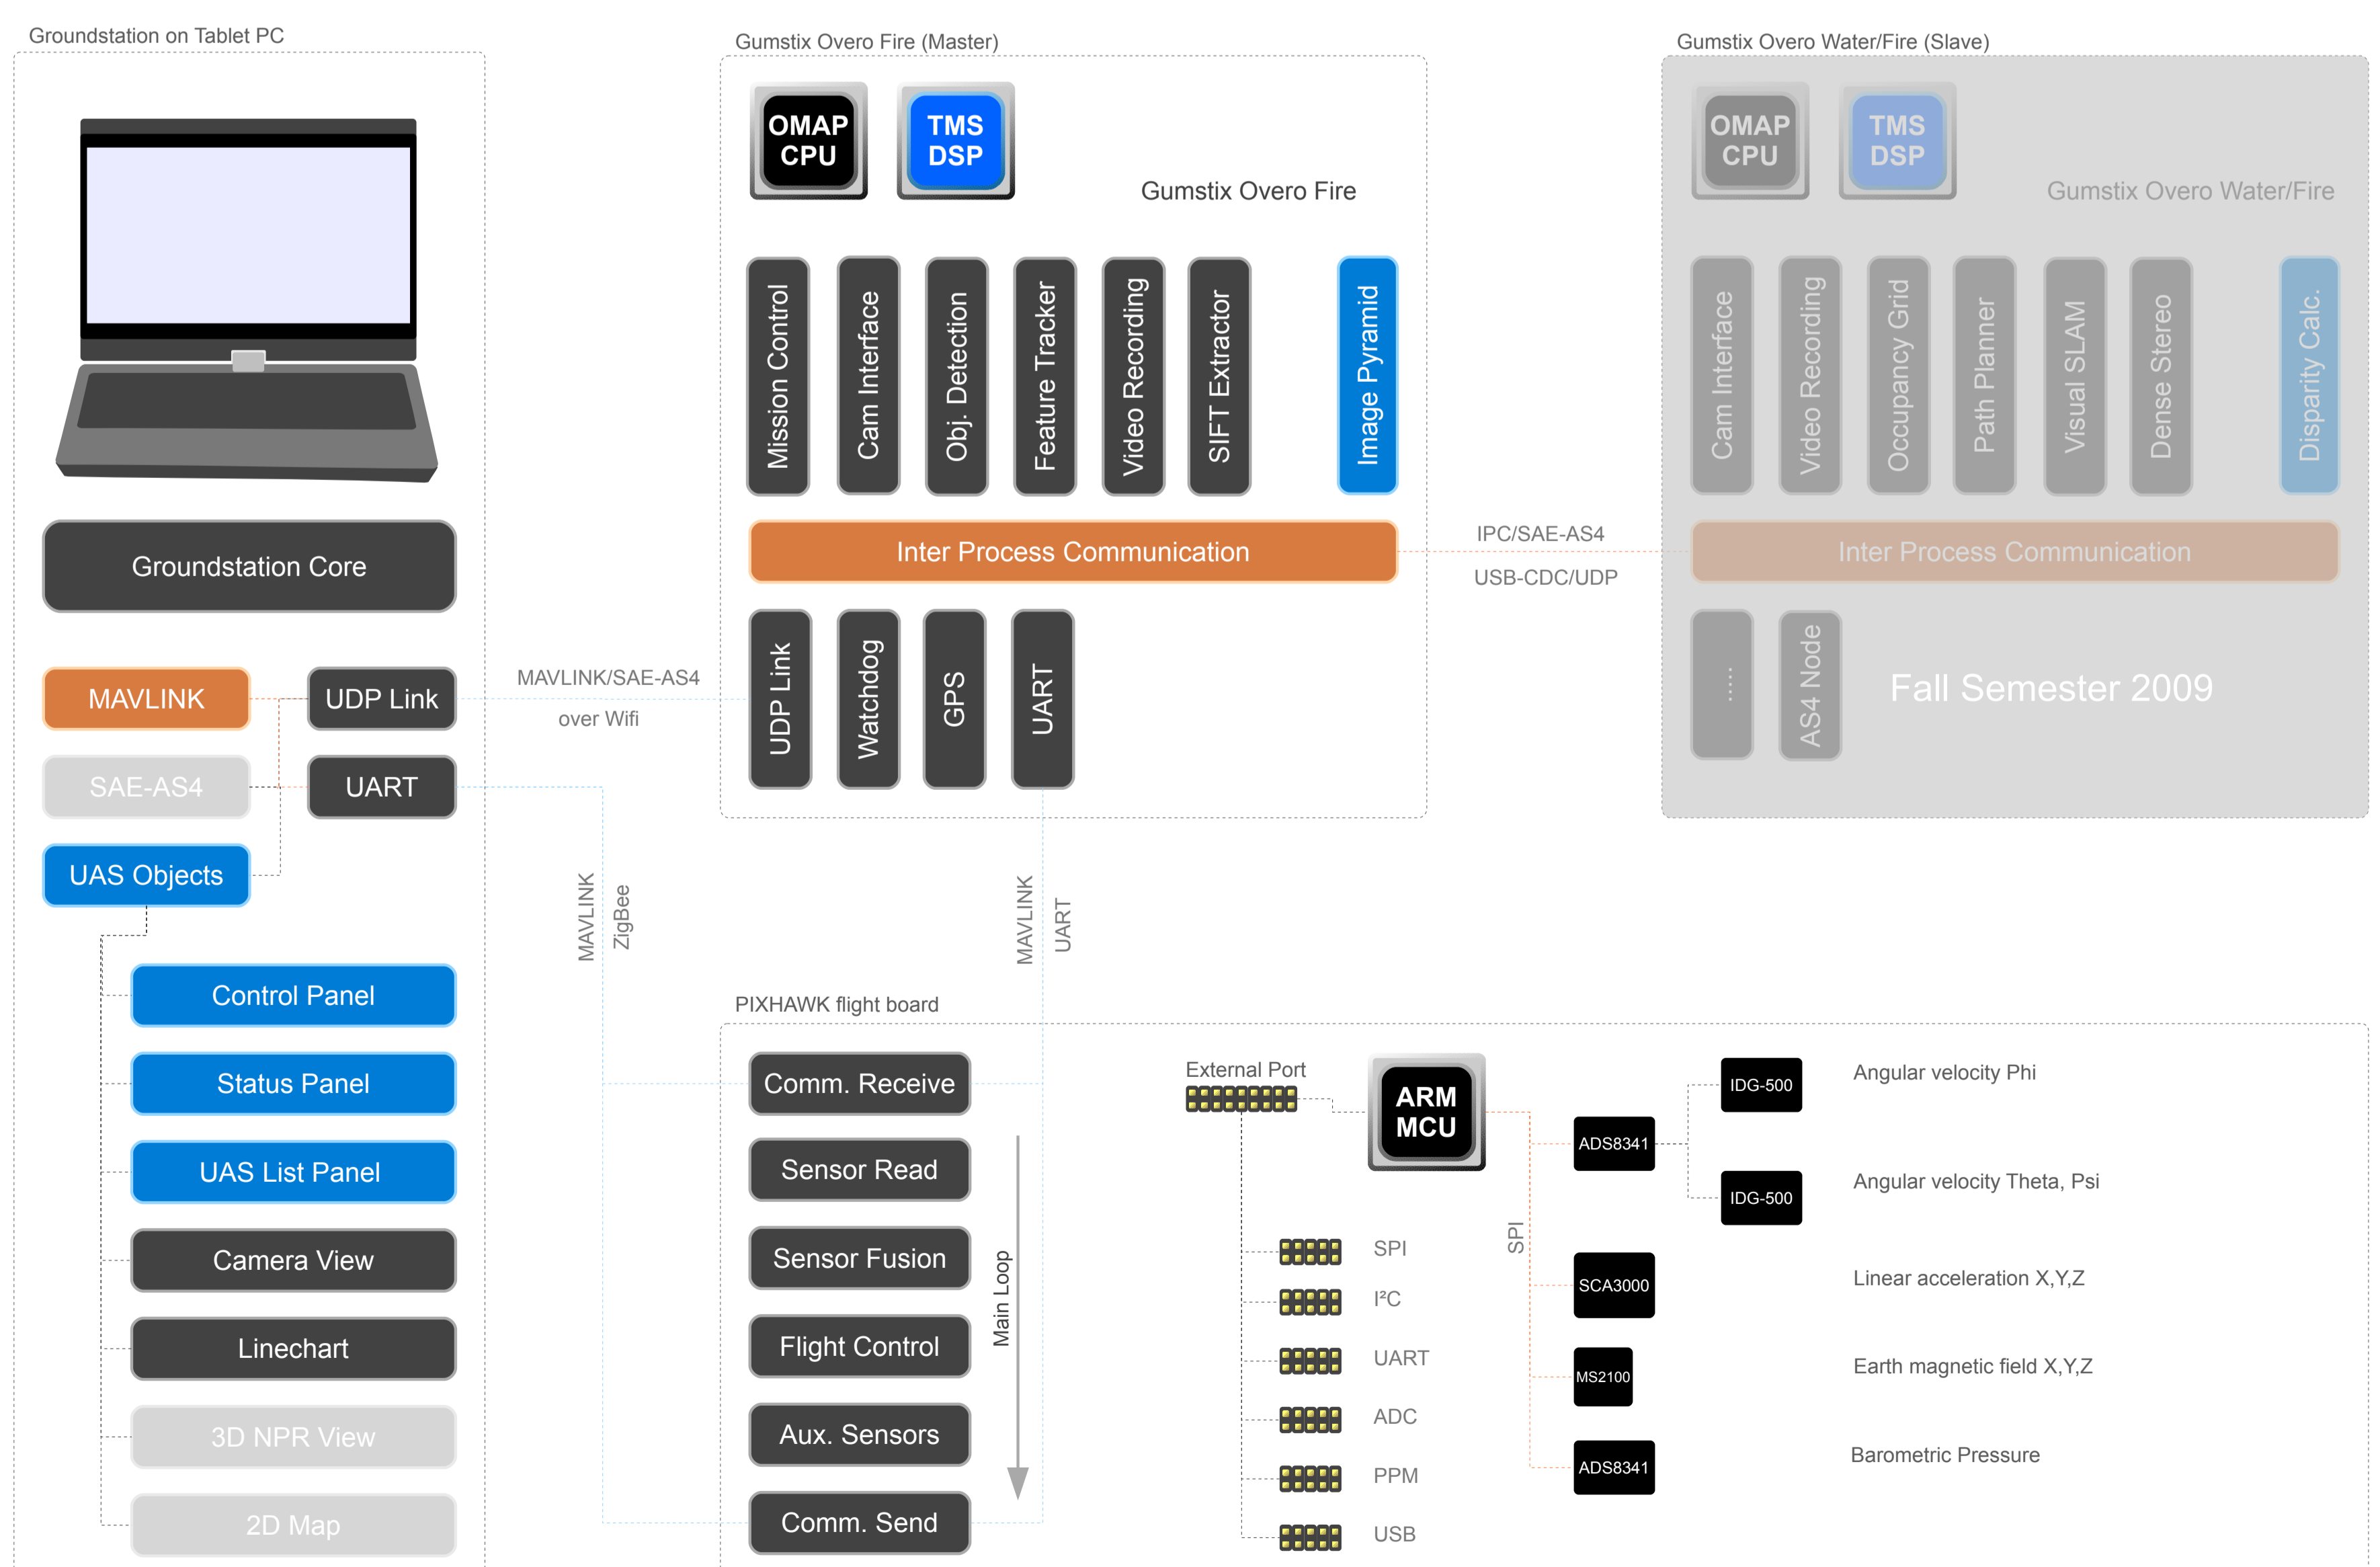 Groundstation on Tablet PC
Groundstation Core
MAVLINK
UDP Link
SAE-AS4
UART
UAS Objects
Control Panel
Status Panel
UAS List Panel
Camera View
Linechart
3D NPR View
2D Map
MAVLINK/SAE-AS4
over Wifi
MAVLINK
ZigBee
Gumstix Overo Fire (Master)
OMAP
CPU
TMS
DSP
Gumstix Overo Fire
Mission Control
Cam Interface
Obj. Detection
Feature Tracker
Video Recording
SIFT Extractor
Image Pyramid
Inter Process Communication
UDP Link
Watchdog
GPS
UART
MAVLINK
UART
IPC/SAE-AS4
USB-CDC/UDP
Gumstix Overo Water/Fire (Slave)
OMAP
CPU
TMS
DSP
Gumstix Overo Water/Fire
Cam Interface
Video Recording
Occupancy Grid
Path Planner
Visual SLAM
Dense Stereo
Disparity Calc.
Inter Process Communication
.....
AS4 Node
Fall Semester 2009
PIXHAWK flight board
Comm. Receive
Sensor Read
Sensor Fusion
Flight Control
Aux. Sensors
Comm. Send
Main Loop
External Port
ARM
MCU
SPI
I²C
UART
ADC
PPM
USB
SPI
ADS8341
IDG-500
Angular velocity Phi
IDG-500
Angular velocity Theta, Psi
SCA3000
Linear acceleration X,Y,Z
MS2100
Earth magnetic field X,Y,Z
ADS8341
Barometric Pressure